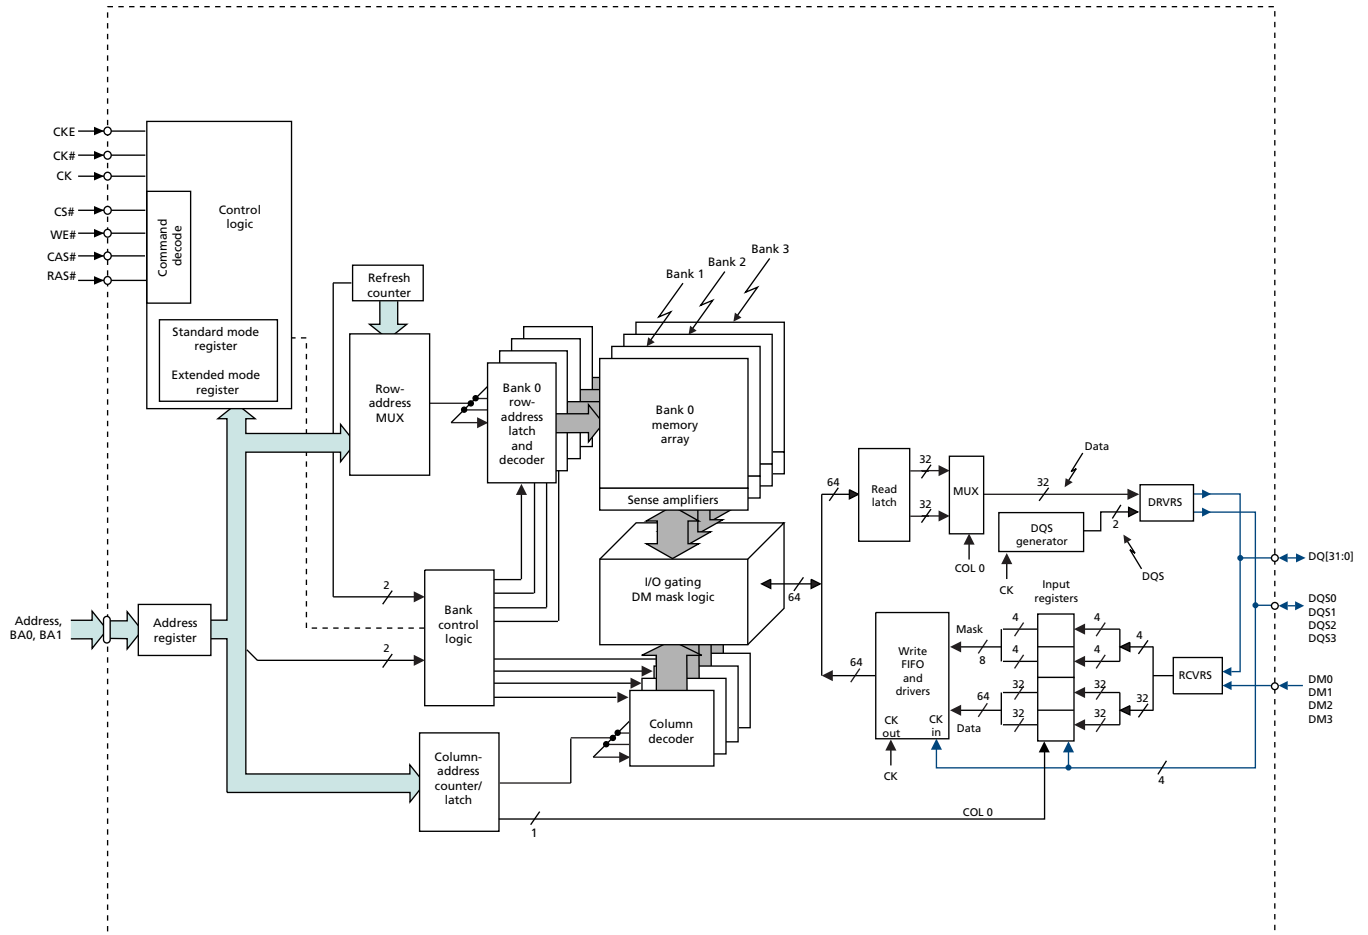 CKE
CK#
CK
CS#
WE#
CAS#
RAS#
Command
decode
Control
logic
Standard mode
register
Extended mode
register
Refresh
counter
Row-
address
MUX
Bank 0
row-
address
latch
and
decoder
Bank 1
Bank 2
Bank 3
Bank 0
memory
array
Sense amplifiers
I/O gating
DM mask logic
64
64
Read
latch
32
32
MUX
COL 0
32
Data
DQS
generator
CK
2
DQS
DRVRS
DQ[31:0]
DQS0
DQS1
DQS2
DQS3
DM0
DM1
DM2
DM3
RCVRS
Input
registers
4
4
32
32
4
4
32
32
4
32
Mask
8
64
Data
Write
FIFO
and
drivers
CK
out
CK
in
CK
64
4
Address,
BA0, BA1
Address
register
2
2
Bank
control
logic
Column
decoder
Column-
address
counter/
latch
1
COL 0